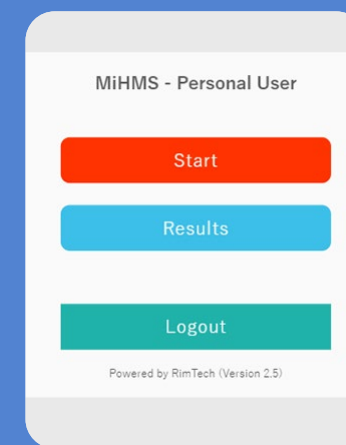 MiHMS - Personal User
Start
Results
Logout
Powered by RimTech (Version 2.5)